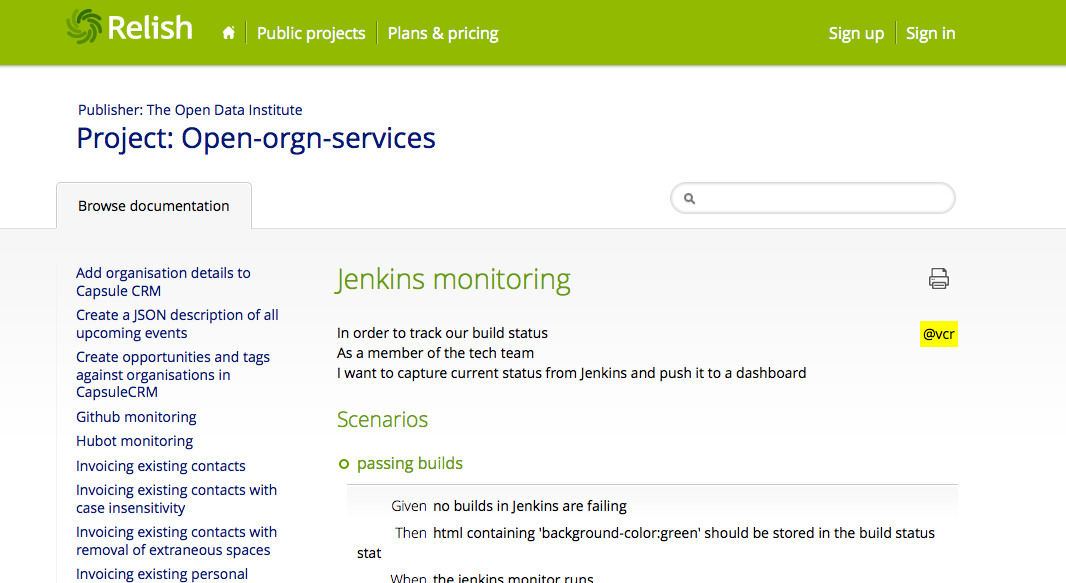 Relish
Public projects
Plans & pricing
Sign up
Sign in
Publisher: The Open Data Institute
Project: Open-orgn-services
Browse documentation
Add organisation details to
Capsule CRM
Create a JSON description of all
upcoming events
Create opportunities and tags
against organisations in
CapsuleCRM
Github monitoring
Hubot monitoring
Invoicing existing contacts
Invoicing existing contacts with
case insensitivity
Invoicing existing contacts with
removal of extraneous spaces
Invoicing existing personal
Jenkins monitoring
In order to track our build status
@vcr
As a member of the tech team
I want to capture current status from Jenkins and push it to a dashboard
Scenarios
passing builds
Given no builds in Jenkins are failing
Then html containing 'background-color:green' should be stored in the build status
stat
When the jenkins monitor runs